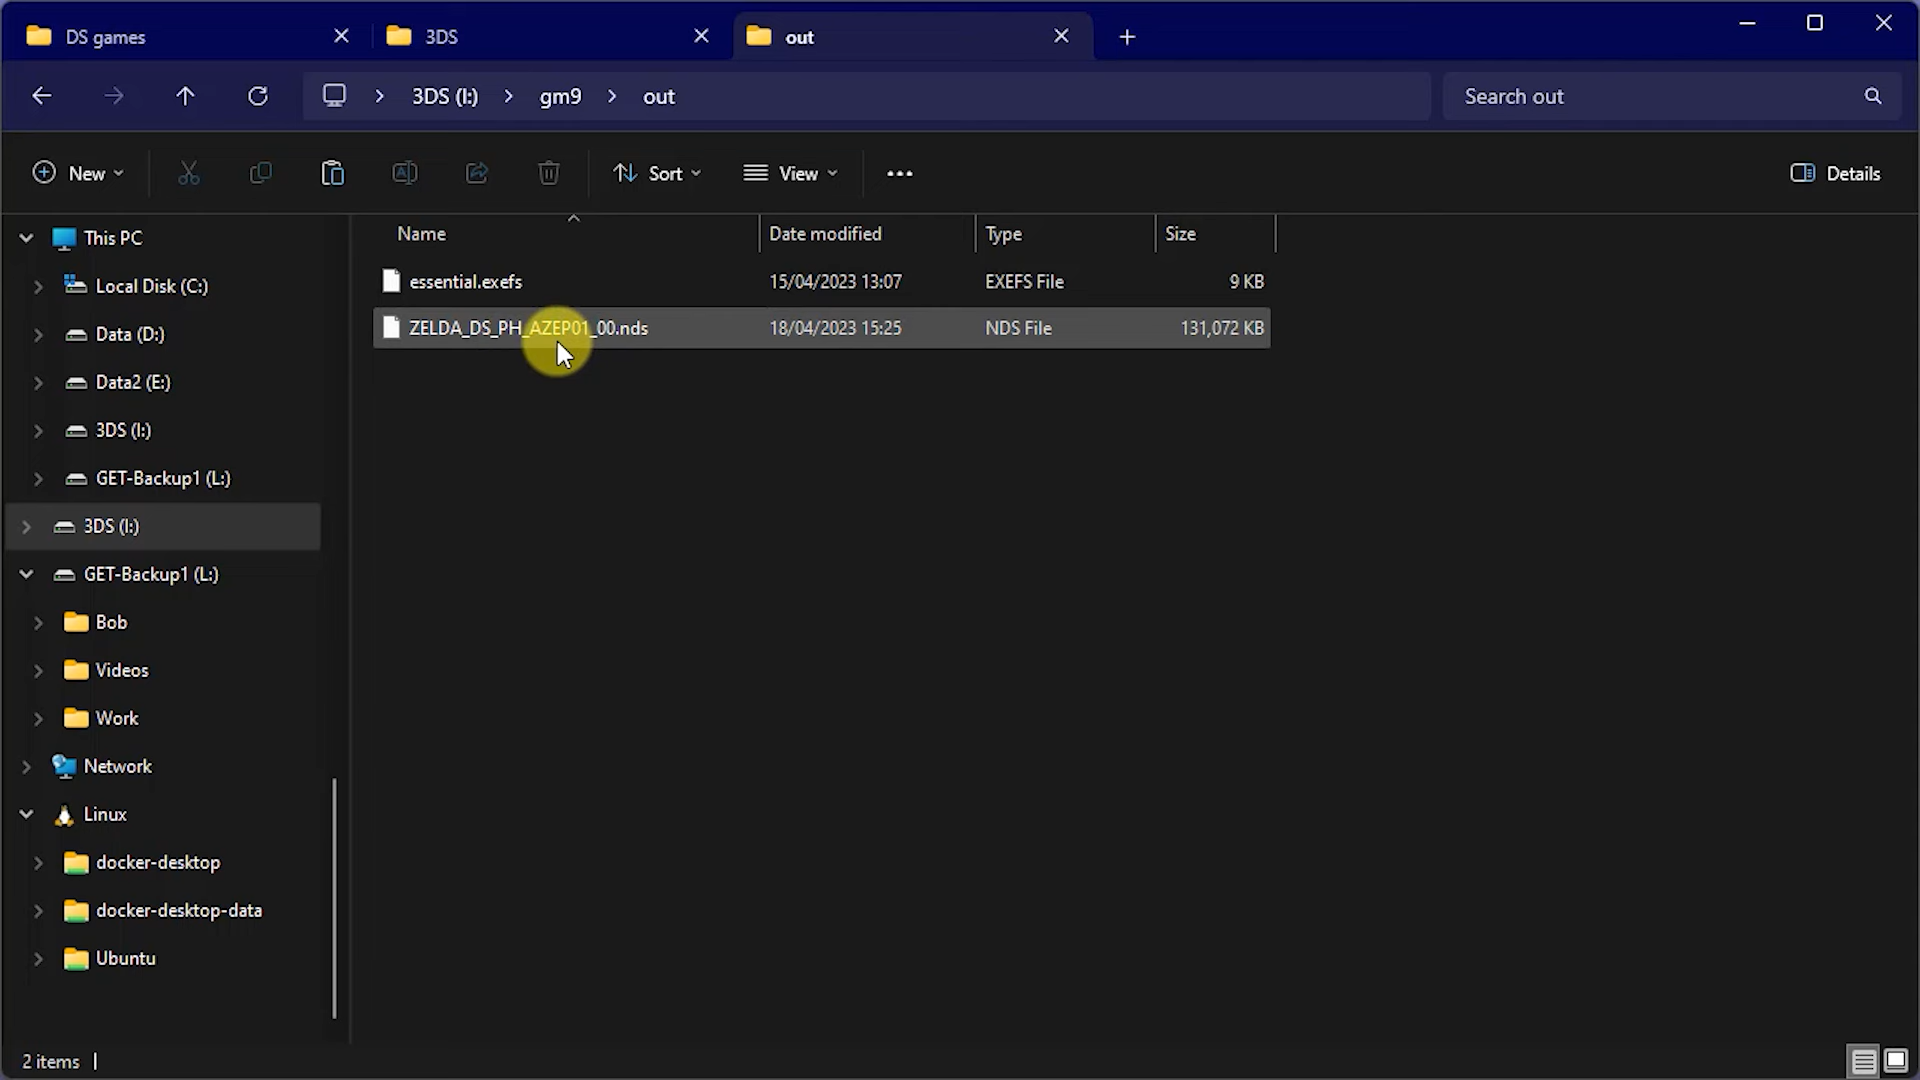 DS games
3DS
out
3DS (I:) > gm9 > out
Search out
New
Sort
View
Details
Name
Date modified
Type
Size
essential.exefs 15/04/2023 13:07 EXEFS File 9 KB
ZELDA_DS_PH_AZEP01_00.nds 18/04/2023 15:25 NDS File 131,072 KB
This PC
Local Disk (C:)
Data (D:)
Data2 (E:)
3DS (I:)
GET-Backup1 (L:)
3DS (I:)
GET-Backup1 (L:)
Bob
Videos
Work
Network
Linux
docker-desktop
docker-desktop-data
Ubuntu
2 items